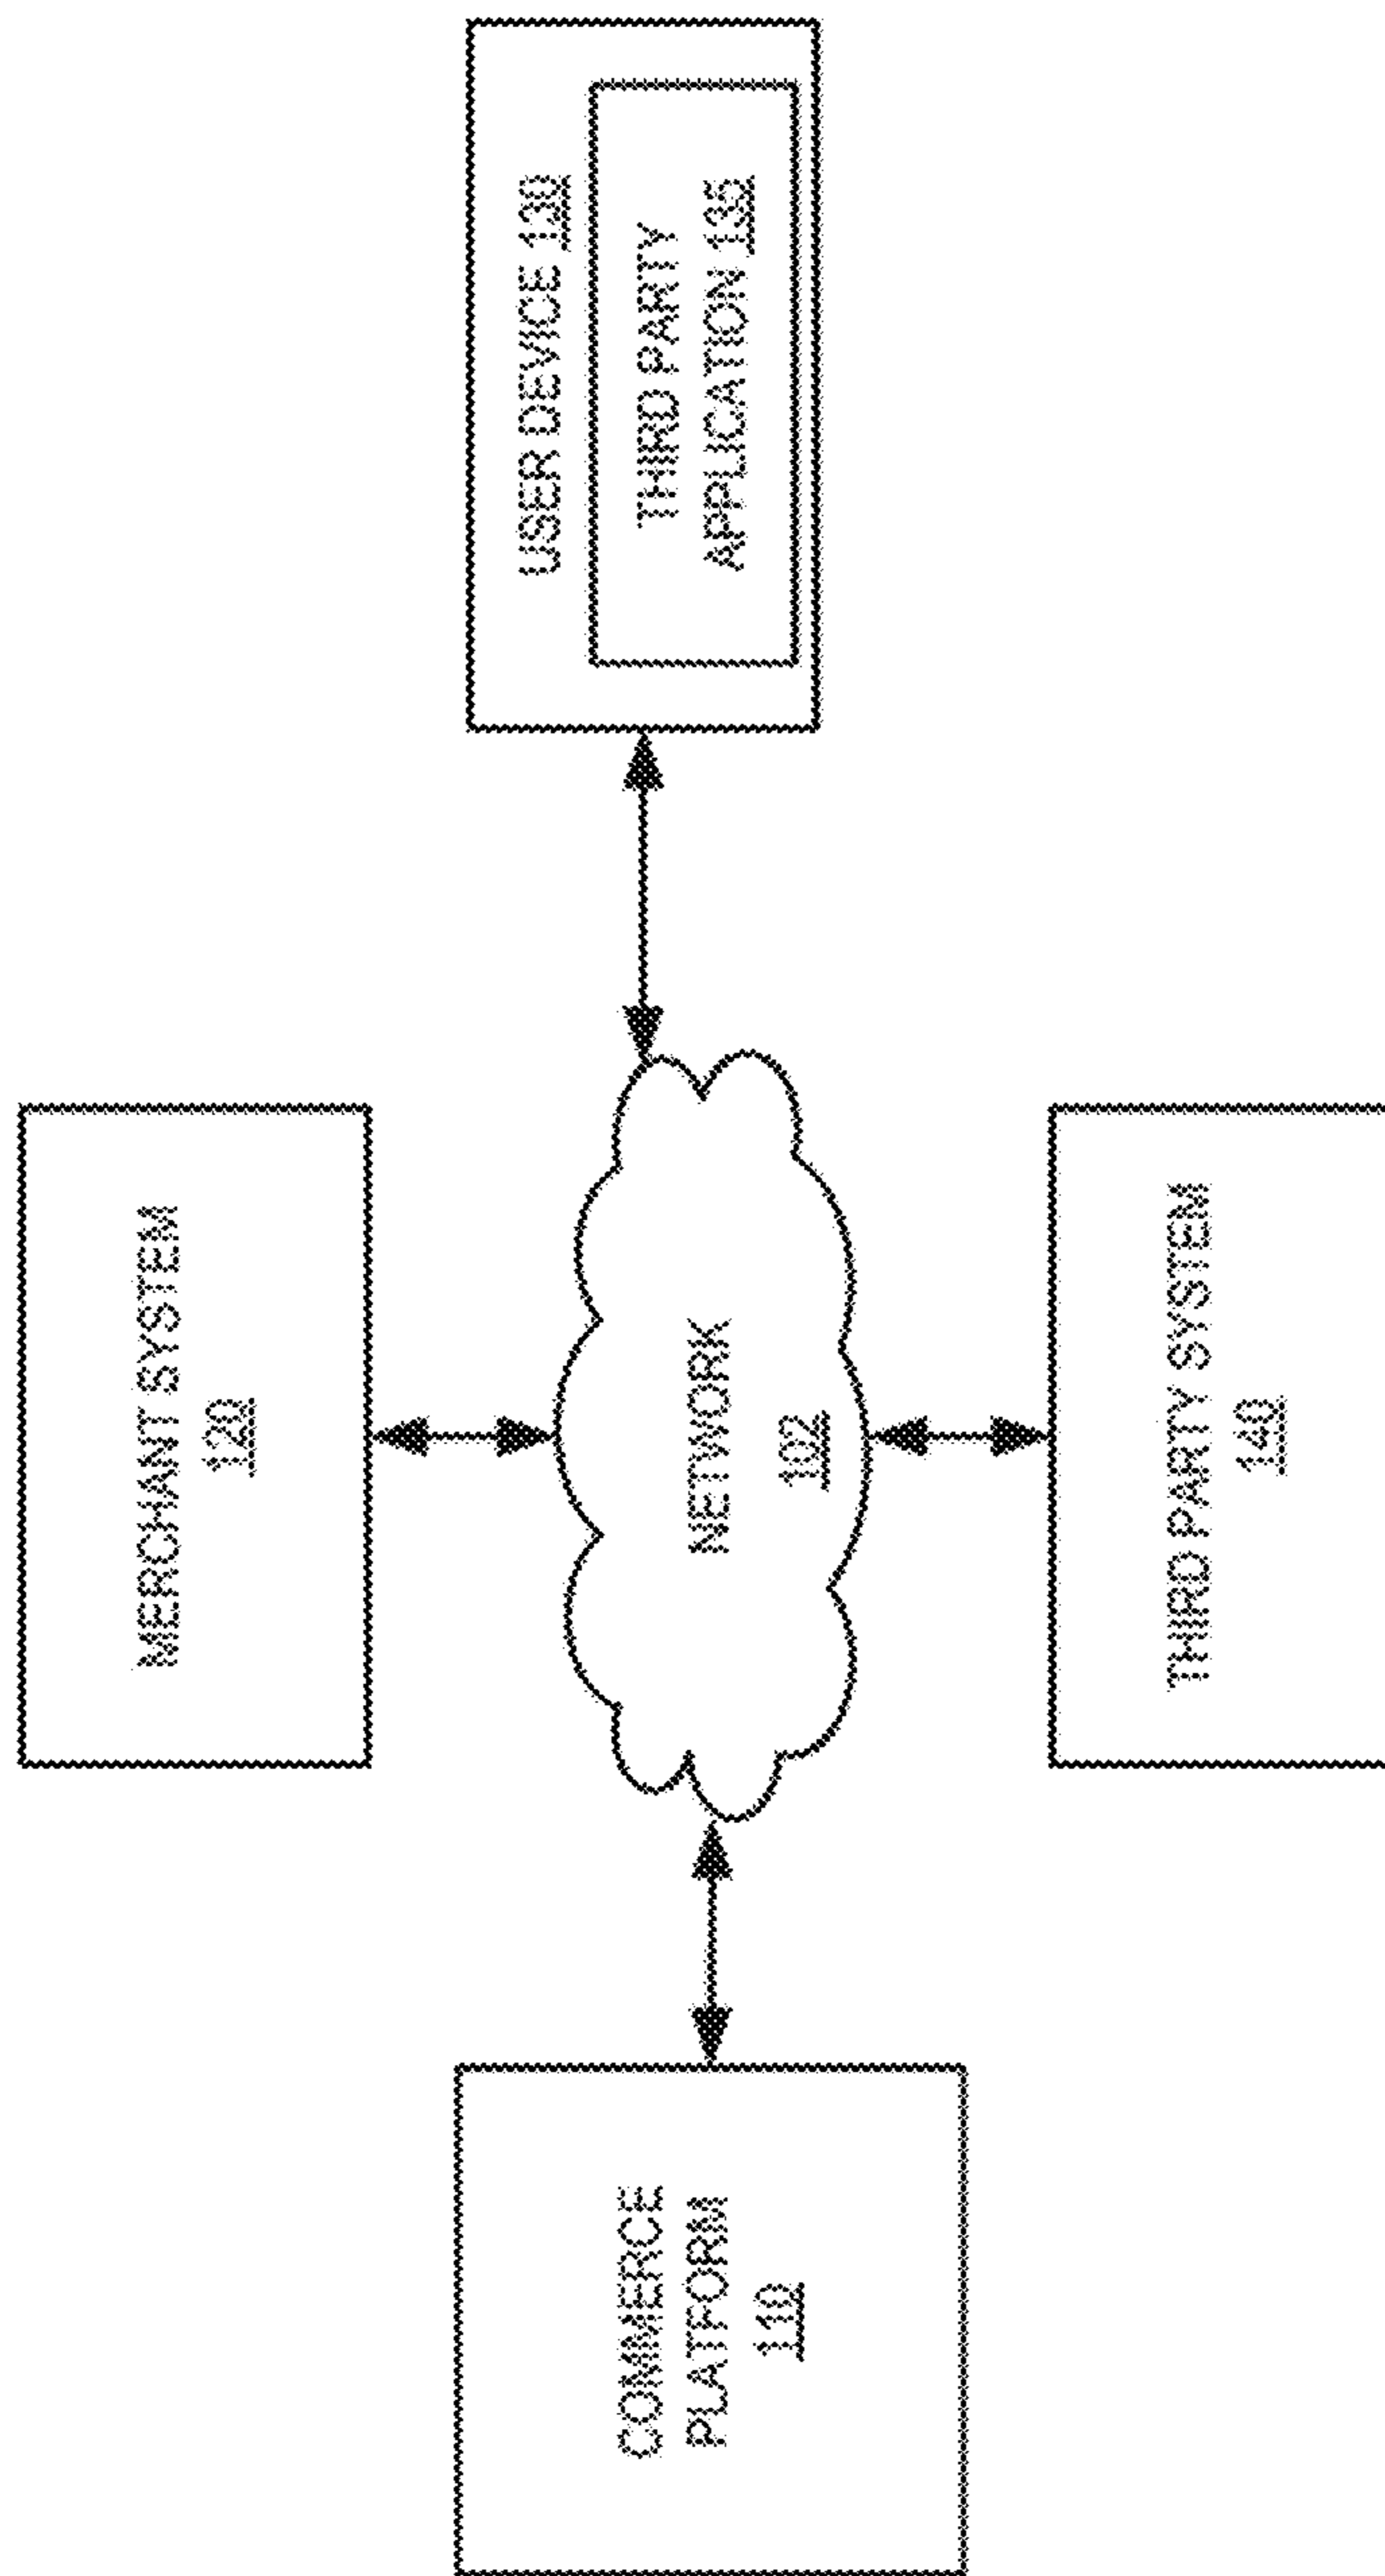 MERCHANT SYSTEM
120
USER DEVICE 130
THIRD PARTY
APPLICATION 135
COMMERCE
PLATFORM
110
NETWORK
102
THIRD PARTY SYSTEM
140